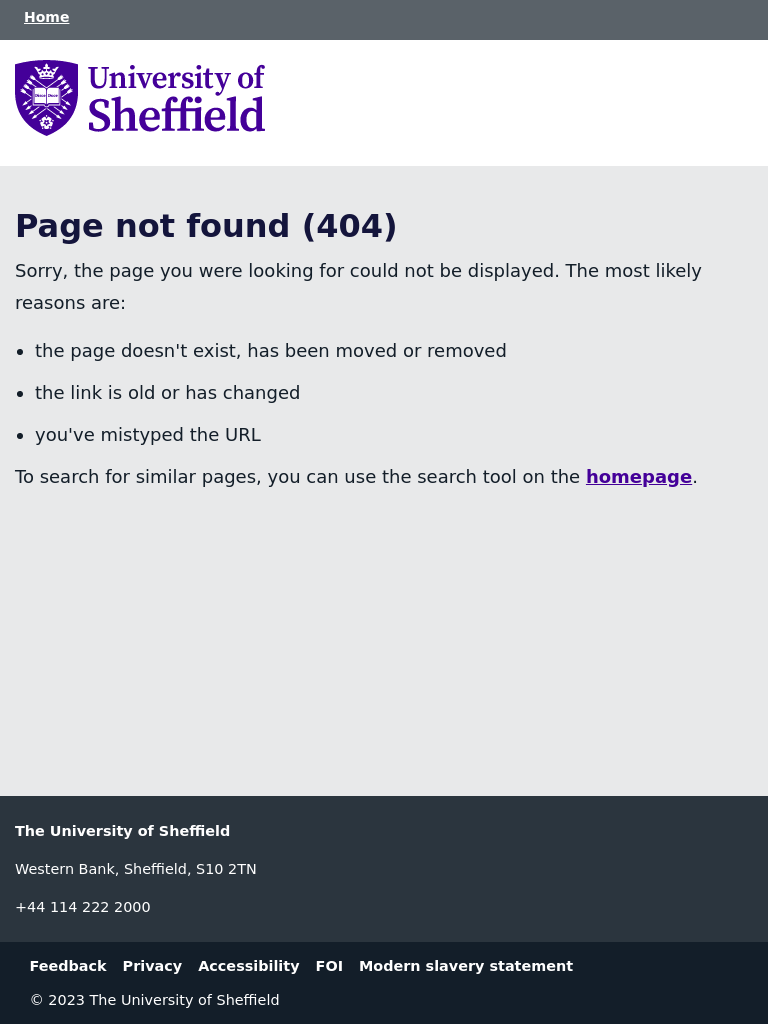 Home
University of
Sheffield
Page not found (404)
Sorry, the page you were looking for could not be displayed. The most likely
reasons are:
the page doesn't exist, has been moved or removed
the link is old or has changed
you've mistyped the URL
To search for similar pages, you can use the search tool on the homepage.
The University of Sheffield
Western Bank, Sheffield, S10 2TN
+44 114 222 2000
Feedback Privacy Accessibility FOI Modern slavery statement
© 2023 The University of Sheffield